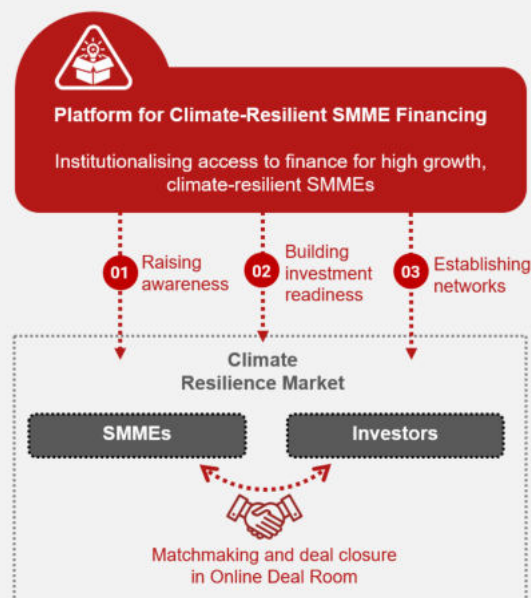 Platform for Climate-Resilient SMME Financing
Institutionalising access to finance for high growth,
climate-resilient SMMEs
01
Raising
awareness
02
Building
investment
readiness
03
Establishing
networks
Climate
Resilience Market
SMMEs
Investors
Matchmaking and deal closure
in Online Deal Room